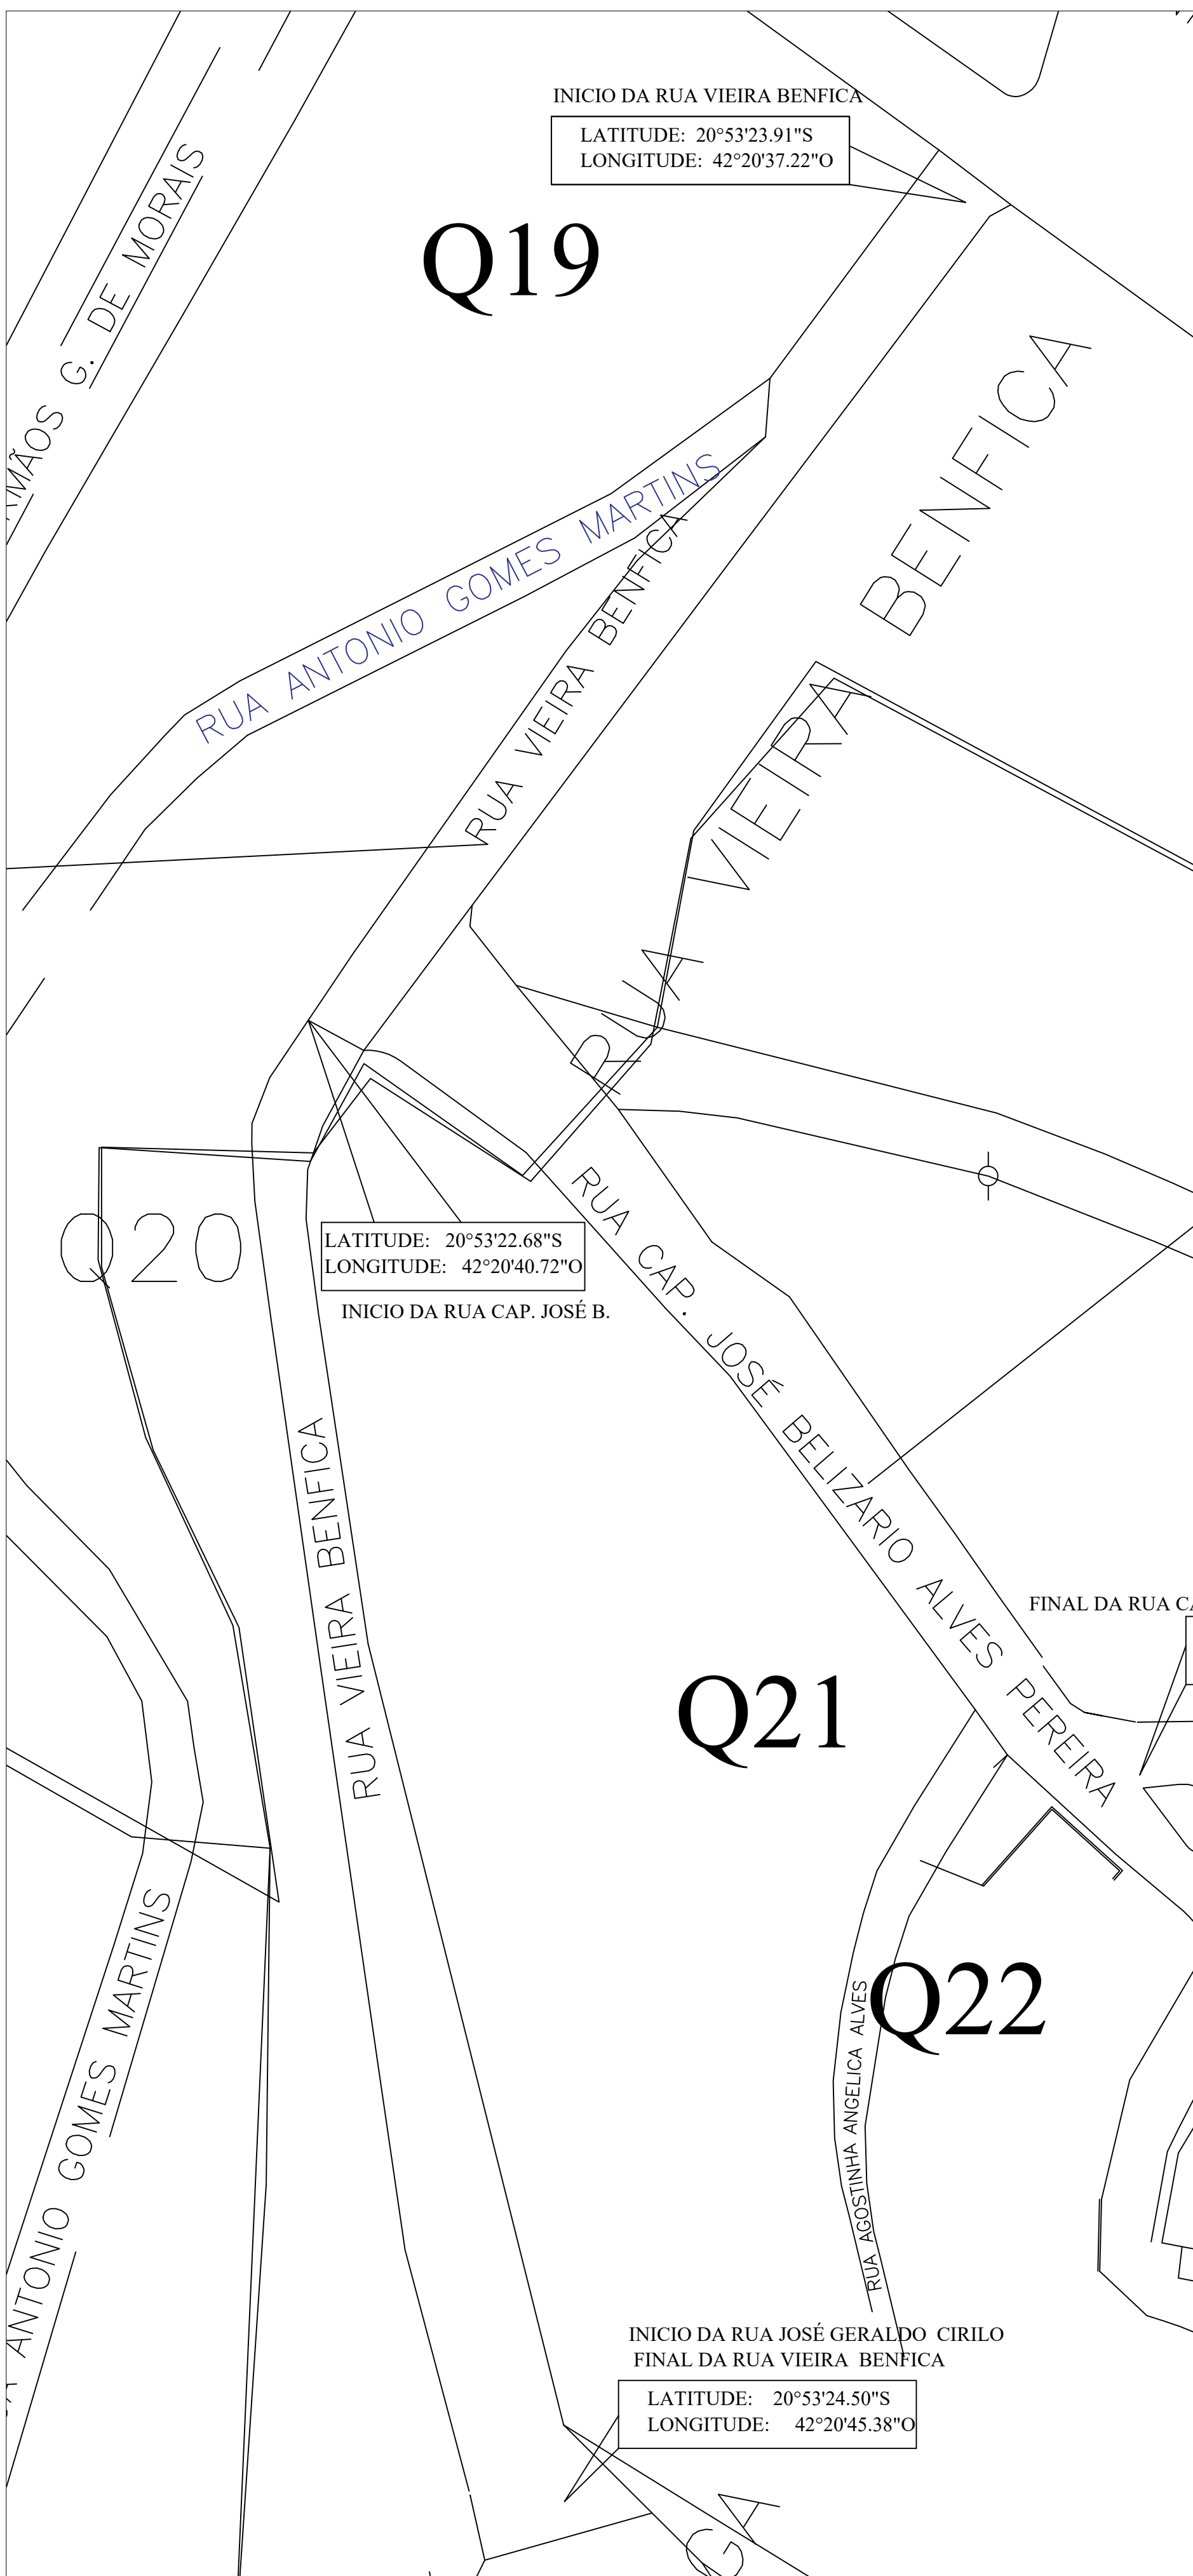 INICIO DA RUA VIEIRA BENFICA
LATITUDE: 20°53'23.91"S
LONGITUDE: 42°20'37.22"O
G. DE MORAIS
Q19
RUA VIEIRA BENFICA
RUA ANTONIO GOMES MARTINS
RUA VIEIRA BENFICA
Q20
LATITUDE: 20°53'22.68"S
LONGITUDE: 42°20'40.72"O
INICIO DA RUA CAP. JOSÉ B.
RUA CAP. JOSÉ BELIZARIO ALVES PEREIRA
RUA VIEIRA BENFICA
FINAL DA RUA
Q21
Q22
ANTONIO GOMES MARTINS
RUA AGOSTINHA ANGELICA ALVES
INICIO DA RUA JOSÉ GERALDO CIRILO
FINAL DA RUA VIEIRA BENFICA
LATITUDE: 20°53'24.50"S
LONGITUDE: 42°20'45.38"O